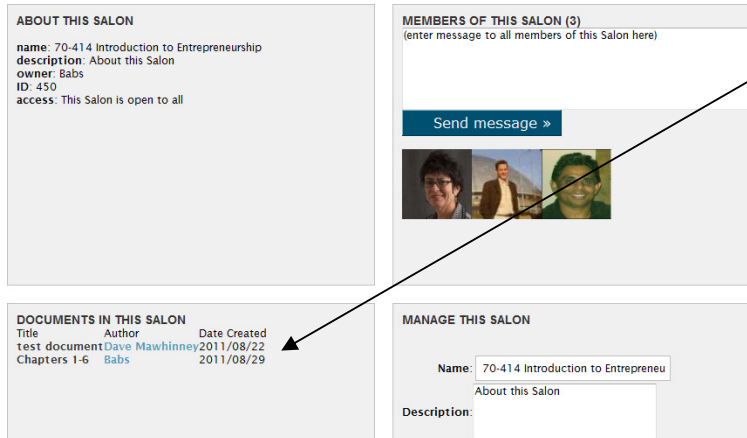 ABOUT THIS SALON
name: 70-414 Introduction to Entrepreneurship
description: About this Salon
owner: Babs
ID: 450
access: This Salon is open to all
MEMBERS OF THIS SALON (3)
(enter message to all members of this Salon here)
Send message »
DOCUMENTS IN THIS SALON
Title Author Date Created
test document Dave Mawhinney 2011/08/22
Chapters 1-6 Babs 2011/08/29
MANAGE THIS SALON
Name: 70-414 Introduction to Entrepreneu
Description: About this Salon